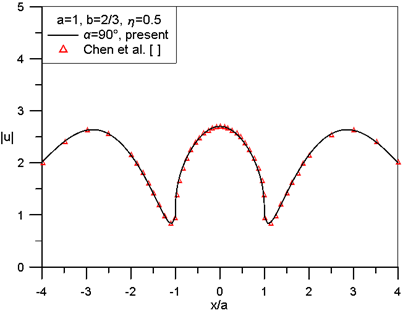 5
a=1, b=2/3, η=0.5
α=90°, present
Chen et al. [ ]
4
3
|u|
2
1
0
-4 -3 -2 -1 0 1 2 3 4
x/a